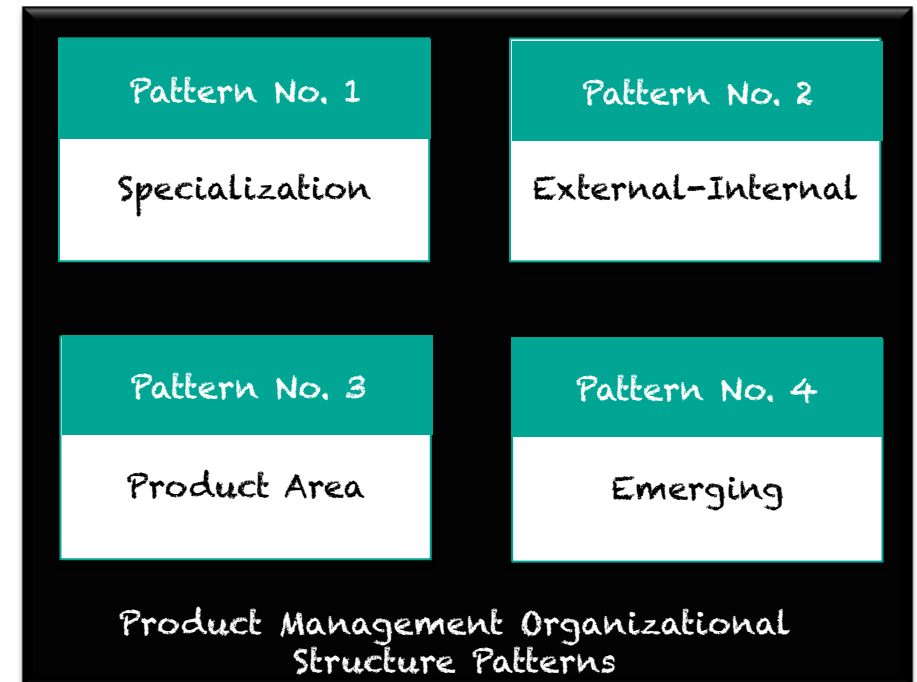 Pattern No. 1
Specialization
Pattern No. 2
External-Internal
Pattern No. 3
Product Area
Pattern No. 4
Emerging
Product Management Organizational
Structure Patterns